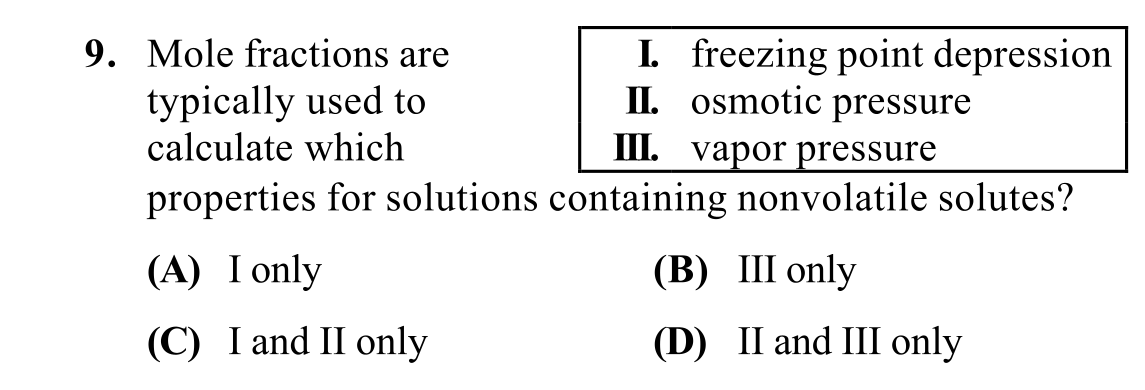 9. Mole fractions are
typically used to
calculate which
I. freezing point depression
II. osmotic pressure
III. vapor pressure
properties for solutions containing nonvolatile solutes?
(A) I only
(B) III only
(C) I and II only
(D) II and III only